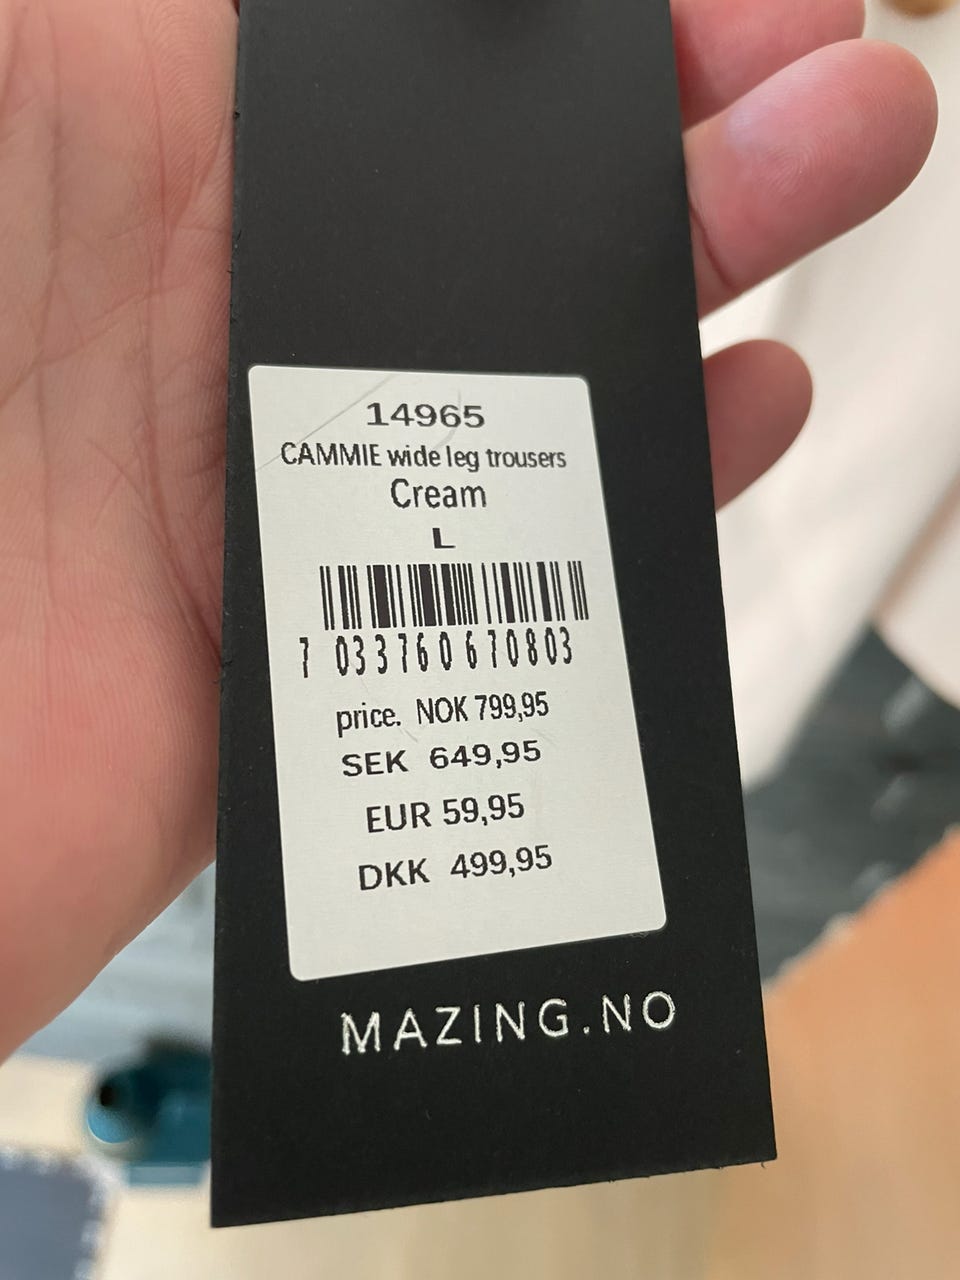 14965
CAMMIE wide leg trousers
Cream
L
7 033760 670803
price. NOK 799,95
SEK 649,95
EUR 59,95
DKK 499,95
MAZING.NO